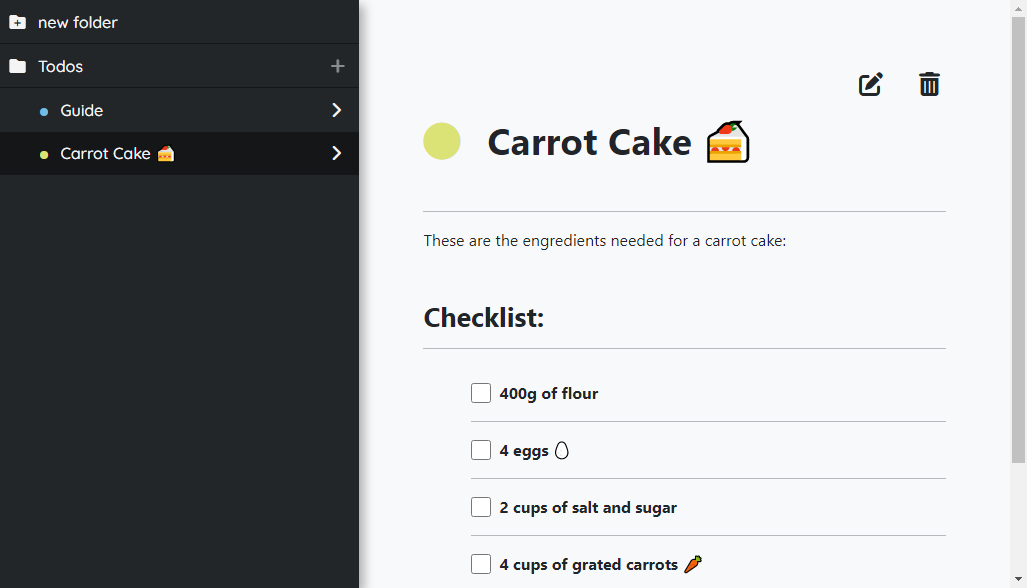 new folder
Todos
Guide
Carrot Cake 🍰
Carrot Cake 🍰
These are the engredients needed for a carrot cake:
Checklist:
400g of flour
4 eggs 🥚
2 cups of salt and sugar
4 cups of grated carrots 🥕